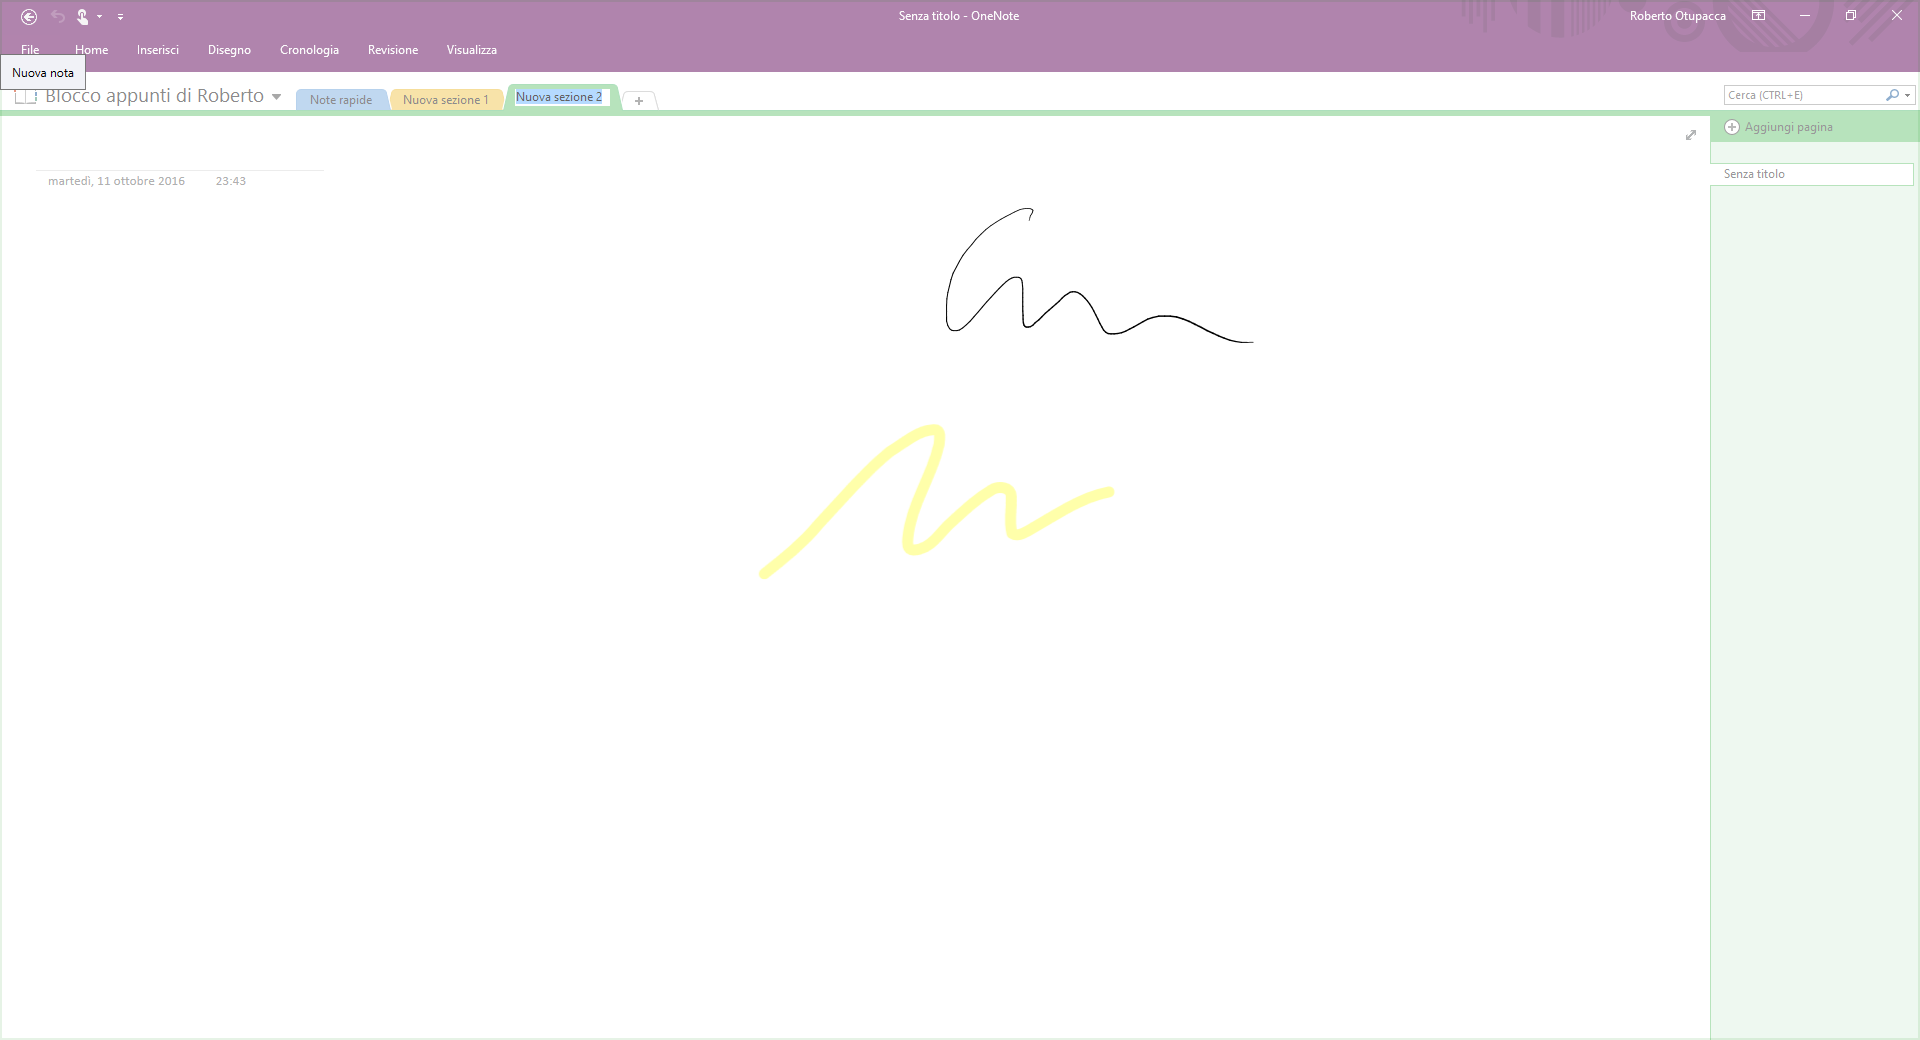 Senza titolo - OneNote
Roberto Otupacca
File Home Inserisci Disegno Cronologia Revisione Visualizza
Nuova nota
Blocco appunti di Roberto
Note rapide Nuova sezione 1 Nuova sezione 2 +
Cerca (CTRL+E)
Aggiungi pagina
martedì, 11 ottobre 2016 23:43
Senza titolo